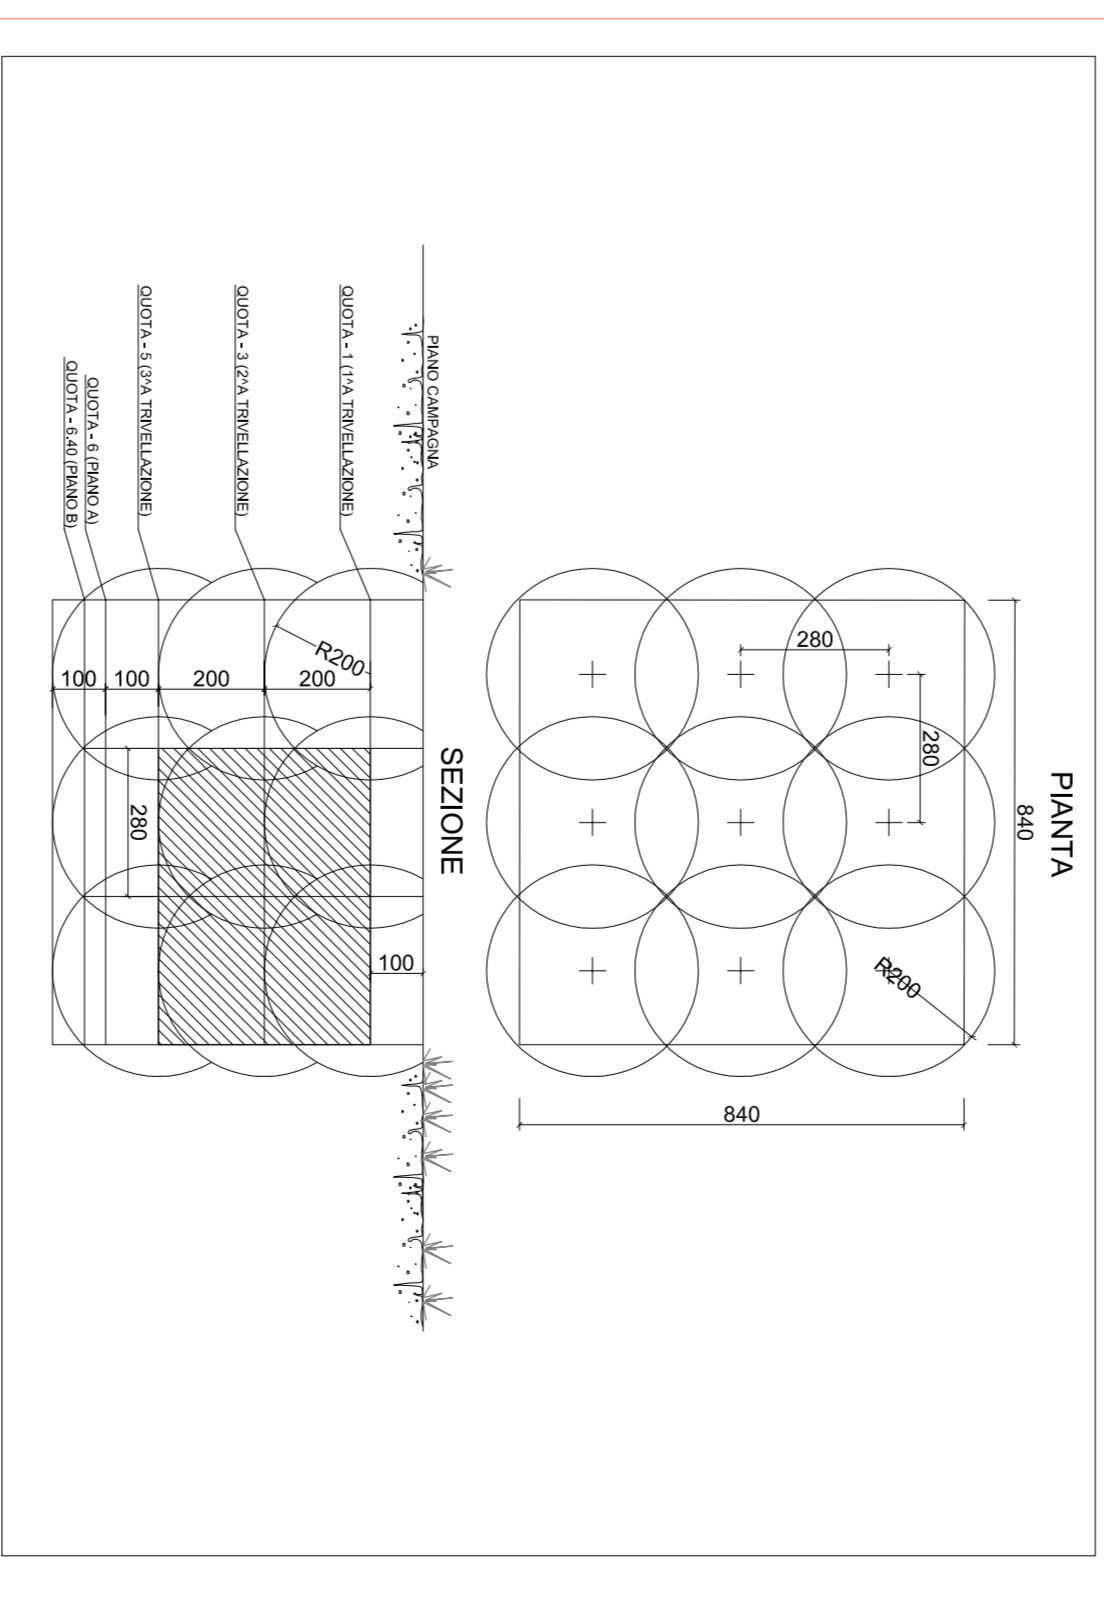 PIANTA
840
280
280
R200
840
SEZIONE
PIANO CAMPAGNA
QUOTA - 1 (1^A TRIVELLAZIONE)
QUOTA - 3 (2^A TRIVELLAZIONE)
QUOTA - 5 (3^A TRIVELLAZIONE)
QUOTA - 6 (PIANO A)
QUOTA - 6.40 (PIANO B)
R200
100
200
200
100
100
280